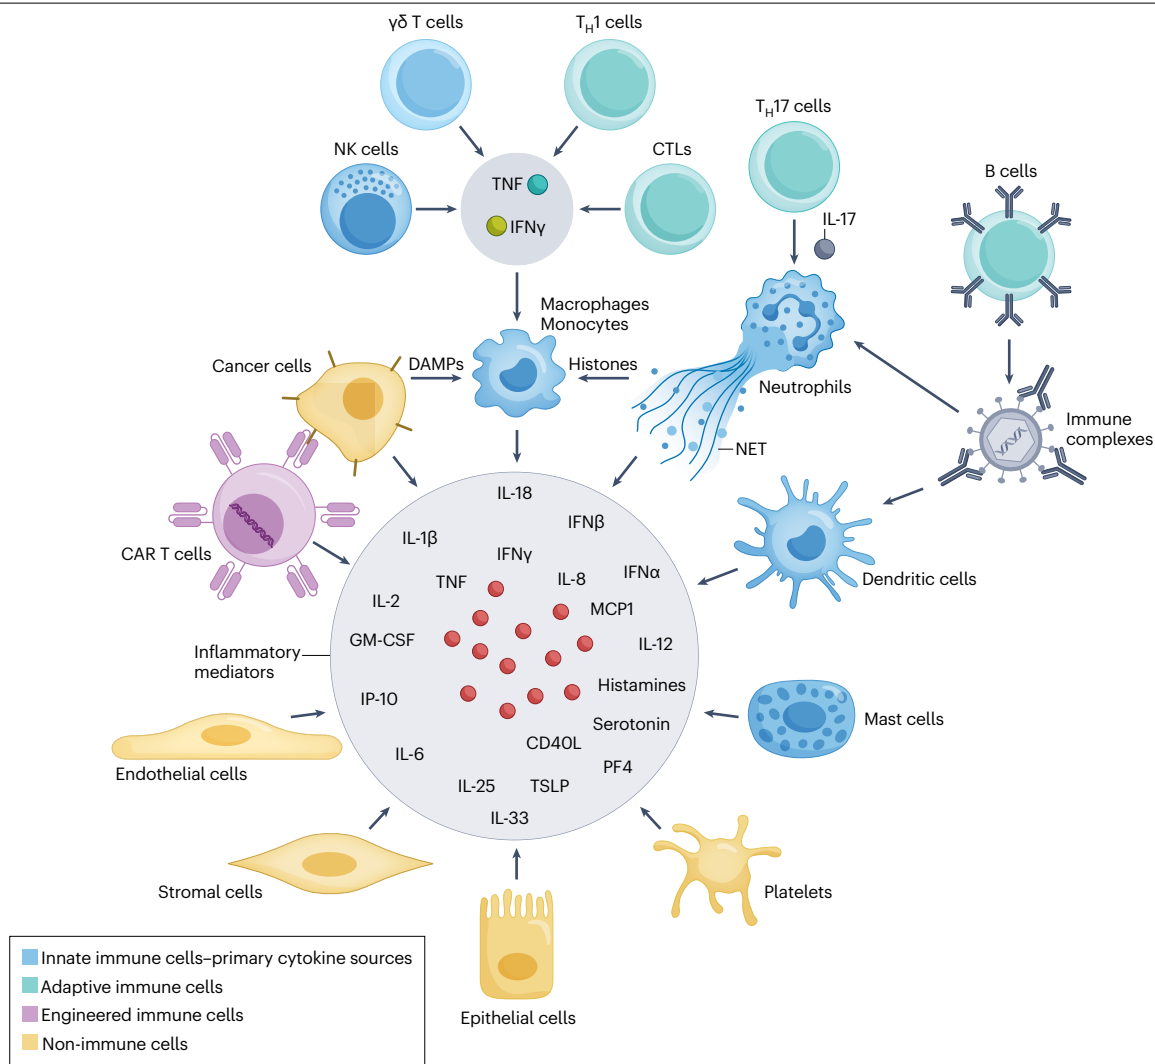 γδ T cells
TH1 cells
TH17 cells
NK cells
CTLs
B cells
TNF
IFNγ
IL-17
Macrophages
Monocytes
Cancer cells
DAMPs
Histones
Neutrophils
Immune
complexes
NET
CAR T cells
Dendritic cells
IL-18
IFNβ
IL-1β
IFNγ
TNF
IL-8
IFNα
IL-2
MCP1
GM-CSF
IL-12
Inflammatory
mediators
Histamines
IP-10
Serotonin
Mast cells
CD40L
IL-6
PF4
Endothelial cells
IL-25
TSLP
IL-33
Stromal cells
Platelets
Epithelial cells
Innate immune cells–primary cytokine sources
Adaptive immune cells
Engineered immune cells
Non-immune cells